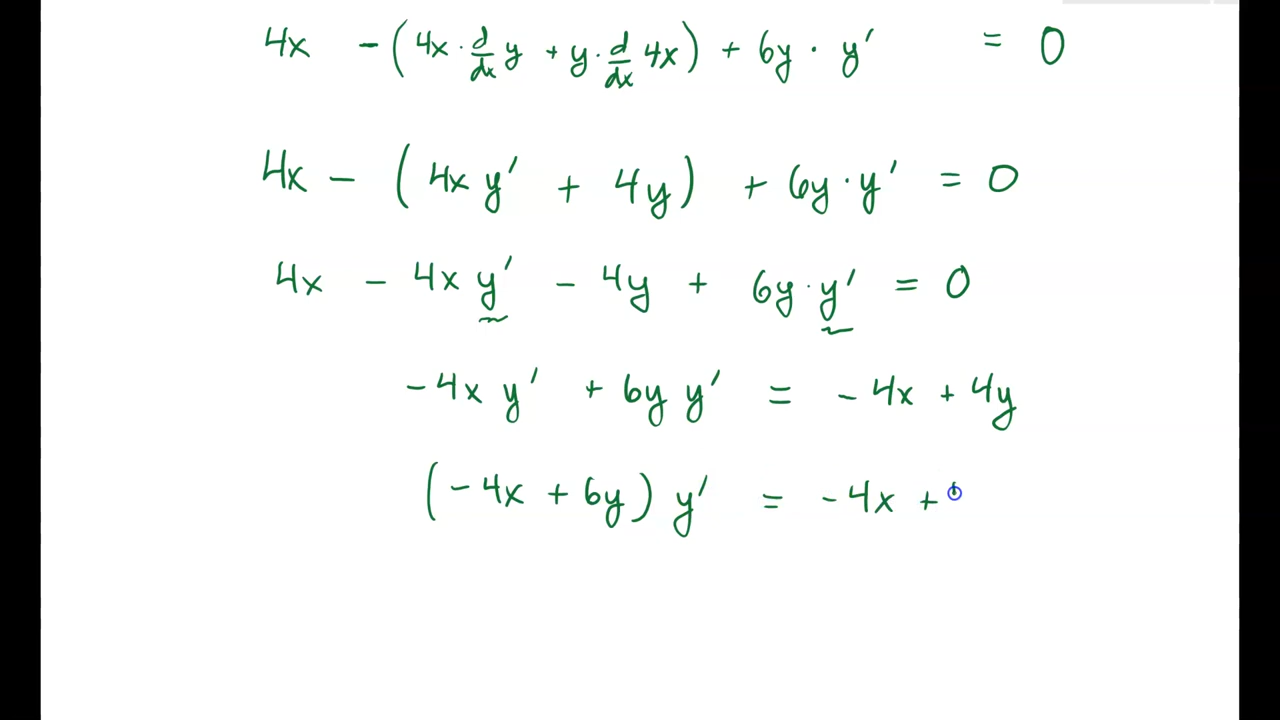 4x - (4x · d/dx y + y · d/dx 4x) + 6y · y' = 0
4x - (4x y' + 4y) + 6y · y' = 0
4x - 4x y' - 4y + 6y · y' = 0
-4x y' + 6y y' = -4x + 4y
(-4x + 6y) y' = -4x +